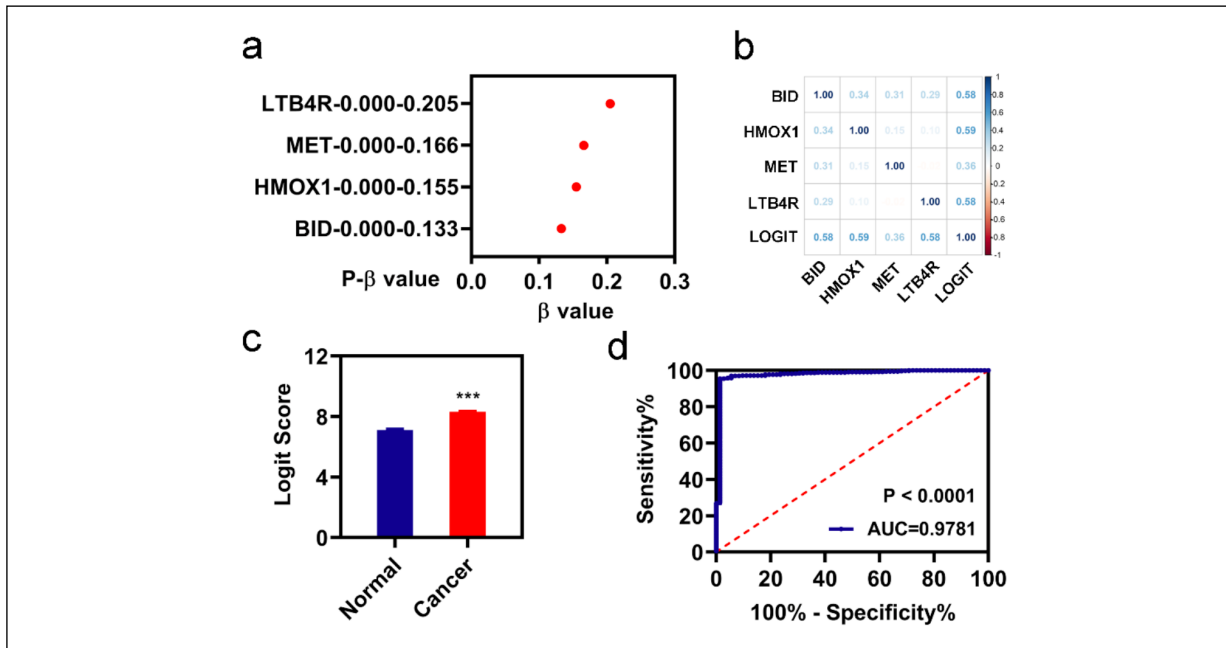 a
LTB4R-0.000-0.205
MET-0.000-0.166
HMOX1-0.000-0.155
BID-0.000-0.133
P-β value
0.0 0.1 0.2 0.3
β value
b
BID 1.00 0.34 0.31 0.29 0.58
HMOX1 0.34 1.00 0.15 0.10 0.59
MET 0.31 0.15 1.00 0.36
LTB4R 0.29 0.10 1.00 0.58
LOGIT 0.58 0.59 0.36 0.58 1.00
BID HMOX1 MET LTB4R LOGIT
1
0.8
0.6
0.4
0.2
0
-0.2
-0.4
-0.6
-0.8
-1
c
Logit Score
12
8
4
0
***
Normal Cancer
d
Sensitivity%
100
80
60
40
20
0
P < 0.0001
AUC=0.9781
0 20 40 60 80 100
100% - Specificity%